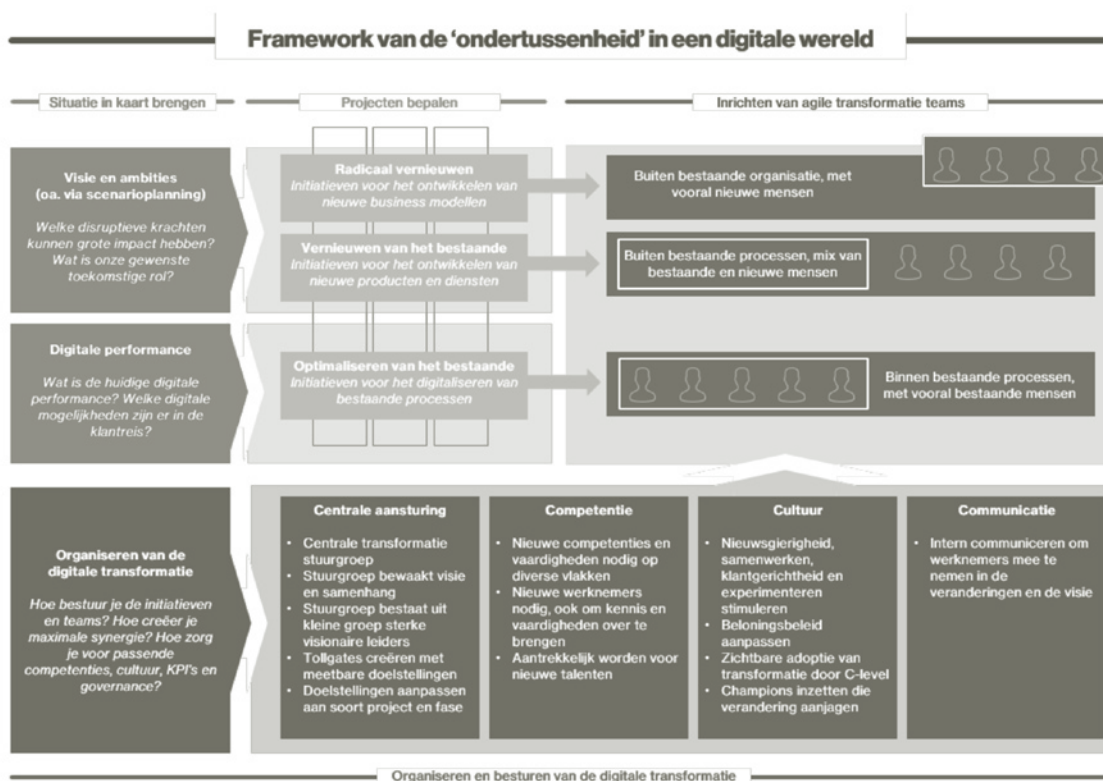 Framework van de ‘ondertussenheid’ in een digitale wereld
Situatie in kaart brengen
Projecten bepalen
Inrichten van agile transformatie teams
Visie en ambities
(oa. via scenarioplanning)
Welke disruptieve krachten
kunnen grote impact hebben?
Wat is onze gewenste
toekomstige rol?
Radicaal vernieuwen
Initiatieven voor het ontwikkelen van
nieuwe business modellen
Buiten bestaande organisatie, met
vooral nieuwe mensen
Vernieuwen van het bestaande
Initiatieven voor het ontwikkelen van
nieuwe producten en diensten
Buiten bestaande processen, mix van
bestaande en nieuwe mensen
Digitale performance
Wat is de huidige digitale
performance? Welke digitale
mogelijkheden zijn er in de
klantreis?
Optimaliseren van het bestaande
Initiatieven voor het digitaliseren van
bestaande processen
Binnen bestaande processen,
met vooral bestaande mensen
Organiseren van de
digitale transformatie
Hoe bestuur je de initiatieven
en teams? Hoe creëer je
maximale synergie? Hoe zorg
je voor passende
competenties, cultuur, KPI's en
governance?
Centrale aansturing
• Centrale transformatie
stuurgroep
• Stuurgroep bewaakt visie
en samenhang
• Stuurgroep bestaat uit
kleine groep sterke
visionaire leiders
• Tollgates creëren met
meetbare doelstellingen
• Doelstellingen aanpassen
aan soort project en fase
Competentie
• Nieuwe competenties en
vaardigheden nodig op
diverse vlakken
• Nieuwe werknemers
nodig, ook om kennis en
vaardigheden over te
brengen
• Aantrekkelijk worden voor
nieuwe talenten
Cultuur
• Nieuwsgierigheid,
samenwerken,
klantgerichtheid en
experimenteren
stimuleren
• Beloningsbeleid
aanpassen
• Zichtbare adoptie van
transformatie door C-level
• Champions inzetten die
verandering aanjagen
Communicatie
• Intern communiceren om
werknemers mee te
nemen in de
veranderingen en de visie
Organiseren en besturen van de digitale transformatie